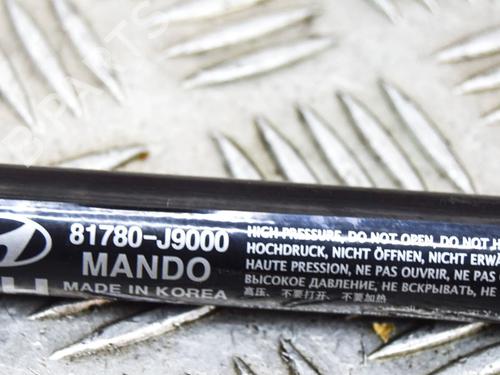 81780-J9000
MANDO
MADE IN KOREA
HIGH PRESSURE, DO NOT OPEN, DO NOT
HOCHDRUCK, NICHT ÖFFNEN, NICHT
HAUTE PRESSION, NE PAS OUVRIR, NE PAS
ВЫСОКОЕ ДАВЛЕНИЕ, НЕ ВСКРЫВАТЬ, НЕ
高压、不要打开、不要加热